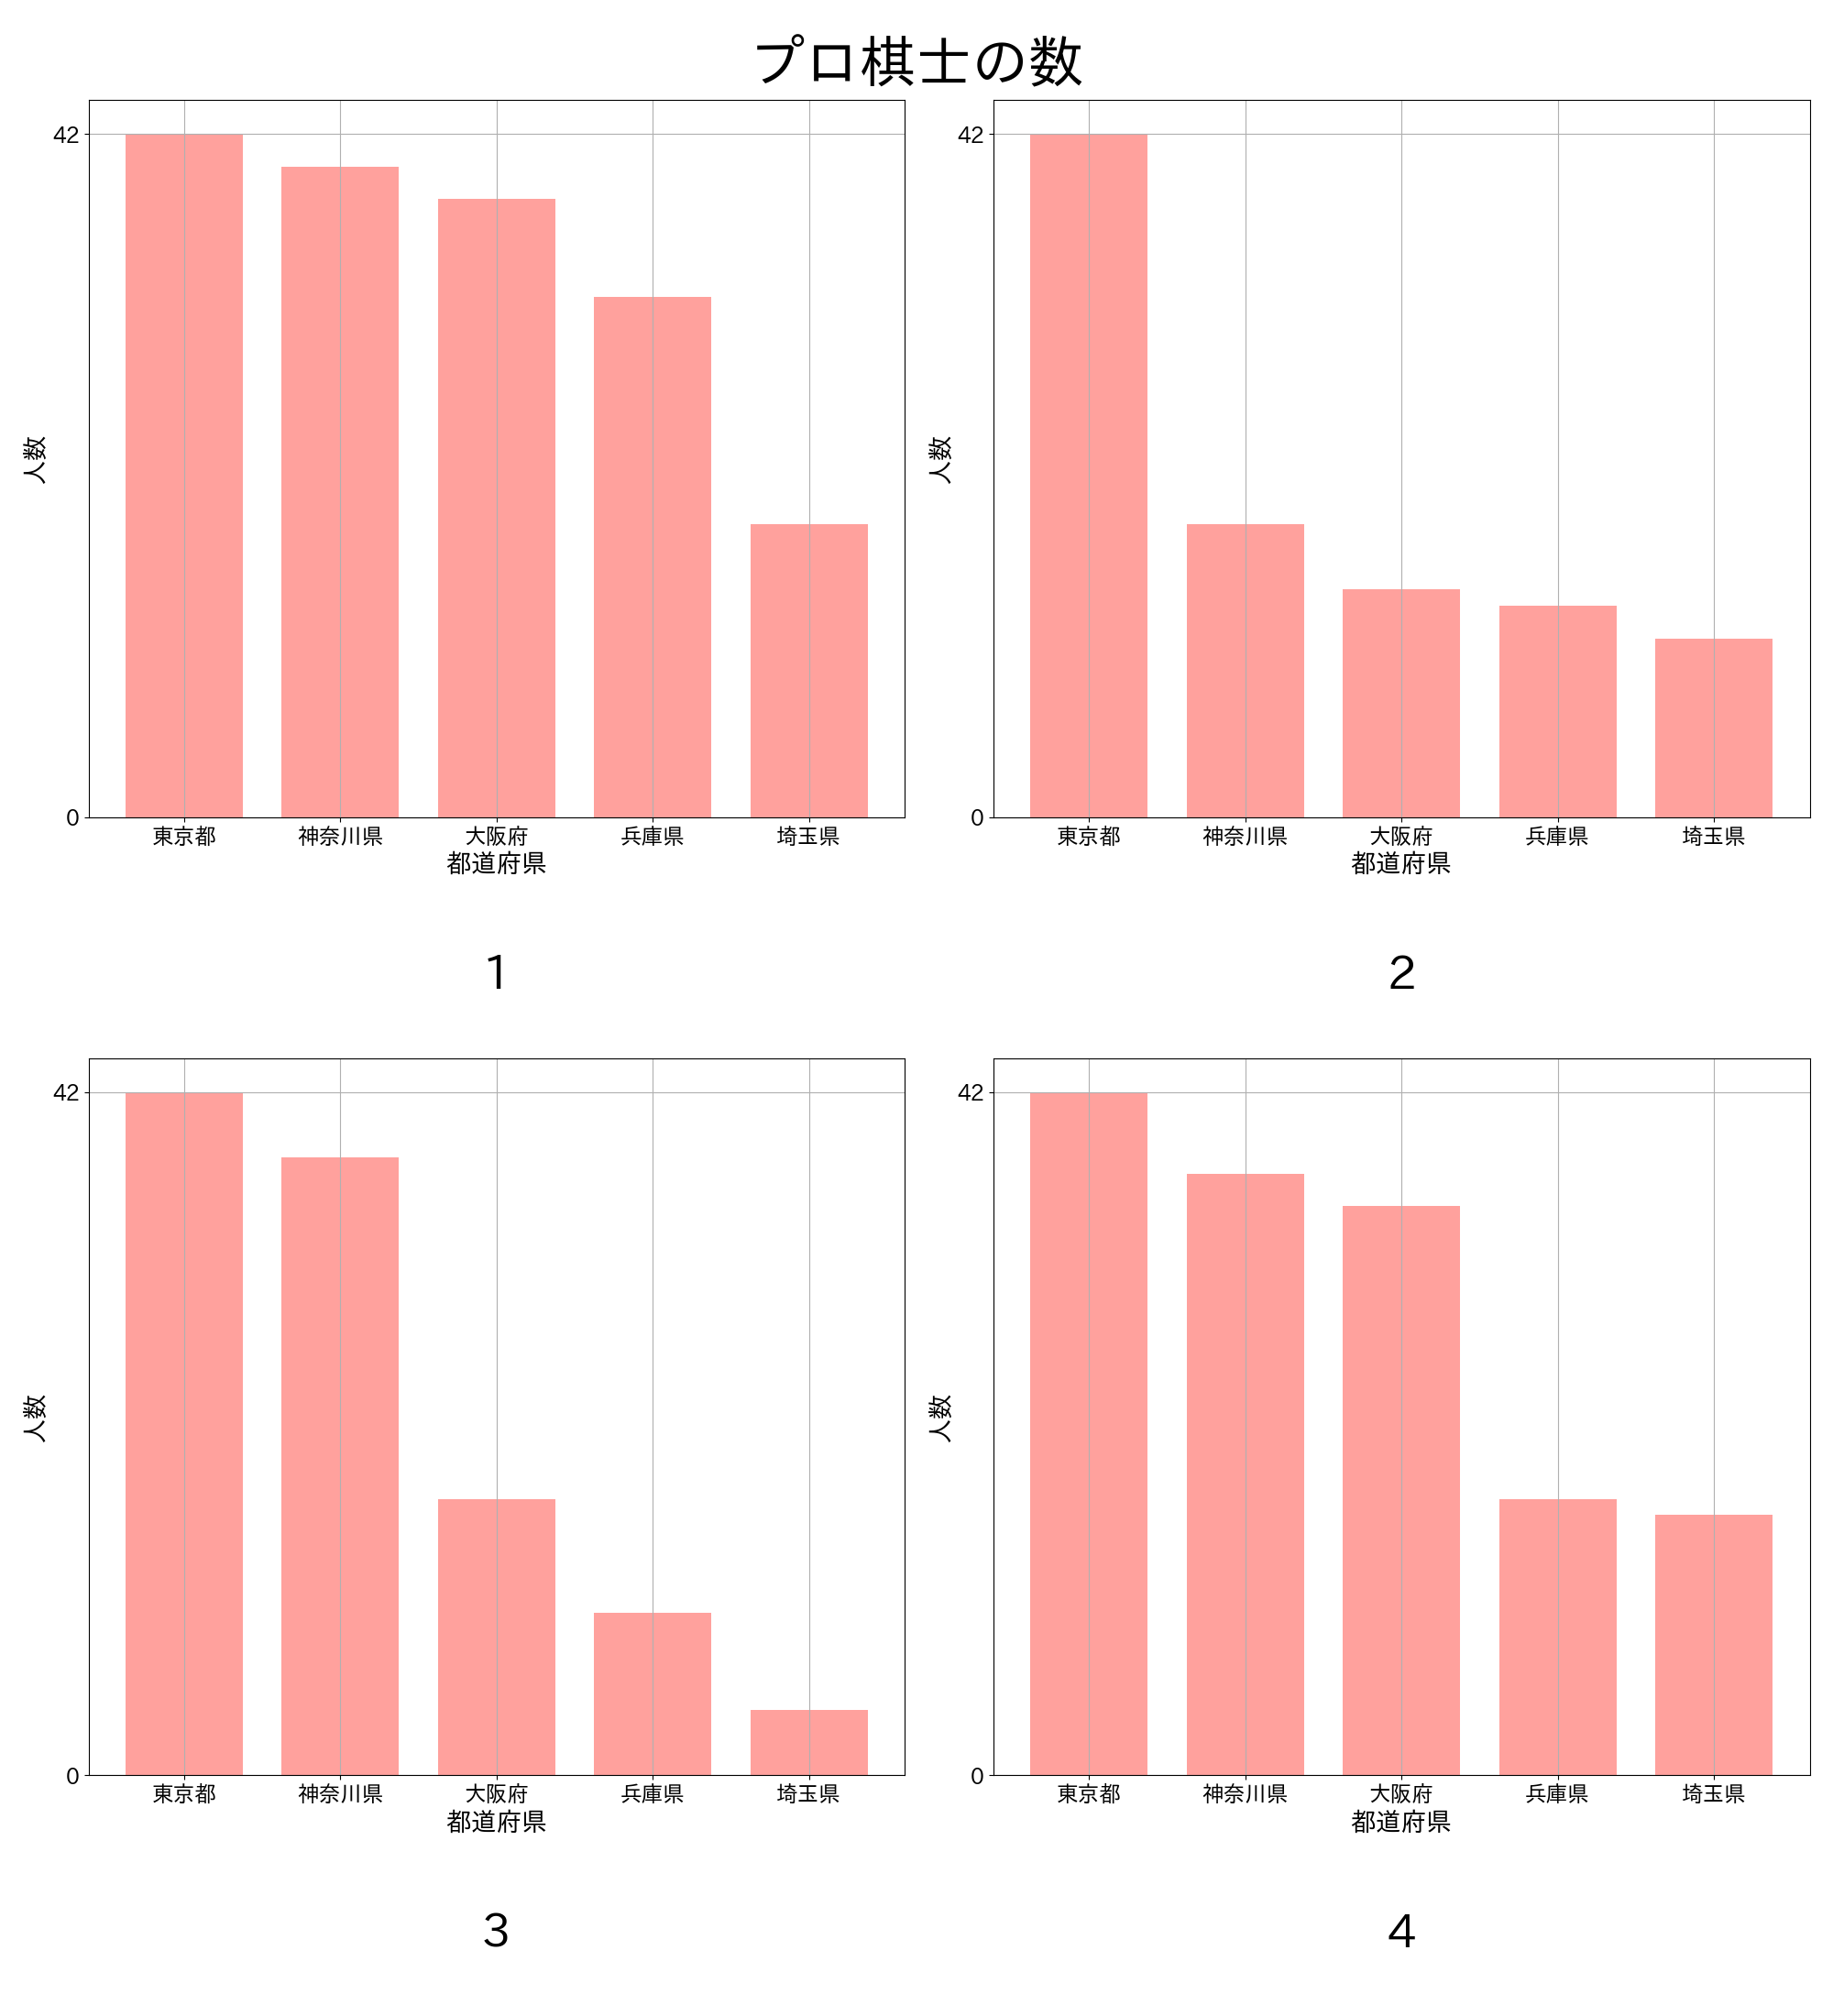 プロ棋士の数
42
0
人数
東京都 神奈川県 大阪府 兵庫県 埼玉県
都道府県
1
42
0
人数
東京都 神奈川県 大阪府 兵庫県 埼玉県
都道府県
2
42
0
人数
東京都 神奈川県 大阪府 兵庫県 埼玉県
都道府県
3
42
0
人数
東京都 神奈川県 大阪府 兵庫県 埼玉県
都道府県
4